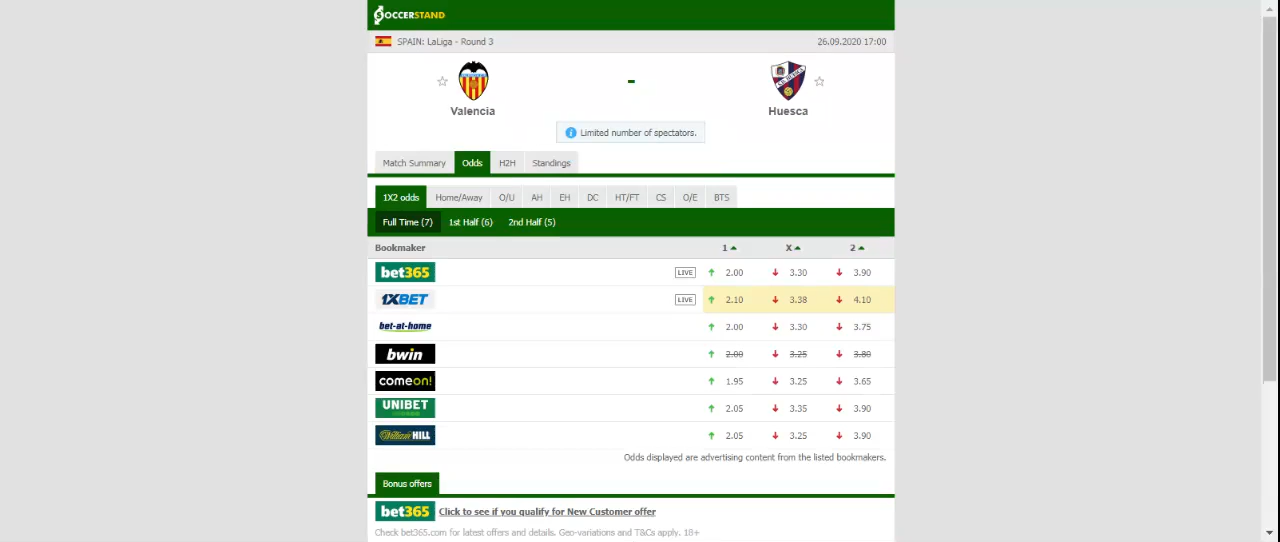 SOCCERSTAND
SPAIN: LaLiga - Round 3 26.09.2020 17:00
-
Valencia Huesca
Limited number of spectators.
Match Summary Odds H2H Standings
1X2 odds Home/Away O/U AH EH DC HT/FT CS O/E BTS
Full Time (7) 1st Half (6) 2nd Half (5)
Bookmaker 1 X 2
bet365 LIVE 2.00 3.30 3.90
1XBET LIVE 2.10 3.38 4.10
bet-at-home 2.00 3.30 3.75
bwin 2.00 3.25 3.80
comeon! 1.95 3.25 3.65
UNIBET 2.05 3.35 3.90
William HILL 2.05 3.25 3.90
Odds displayed are advertising content from the listed bookmakers.
Bonus offers
bet365 Click to see if you qualify for New Customer offer
Check bet365.com for latest offers and details. Geo-variations and T&Cs apply. 18+